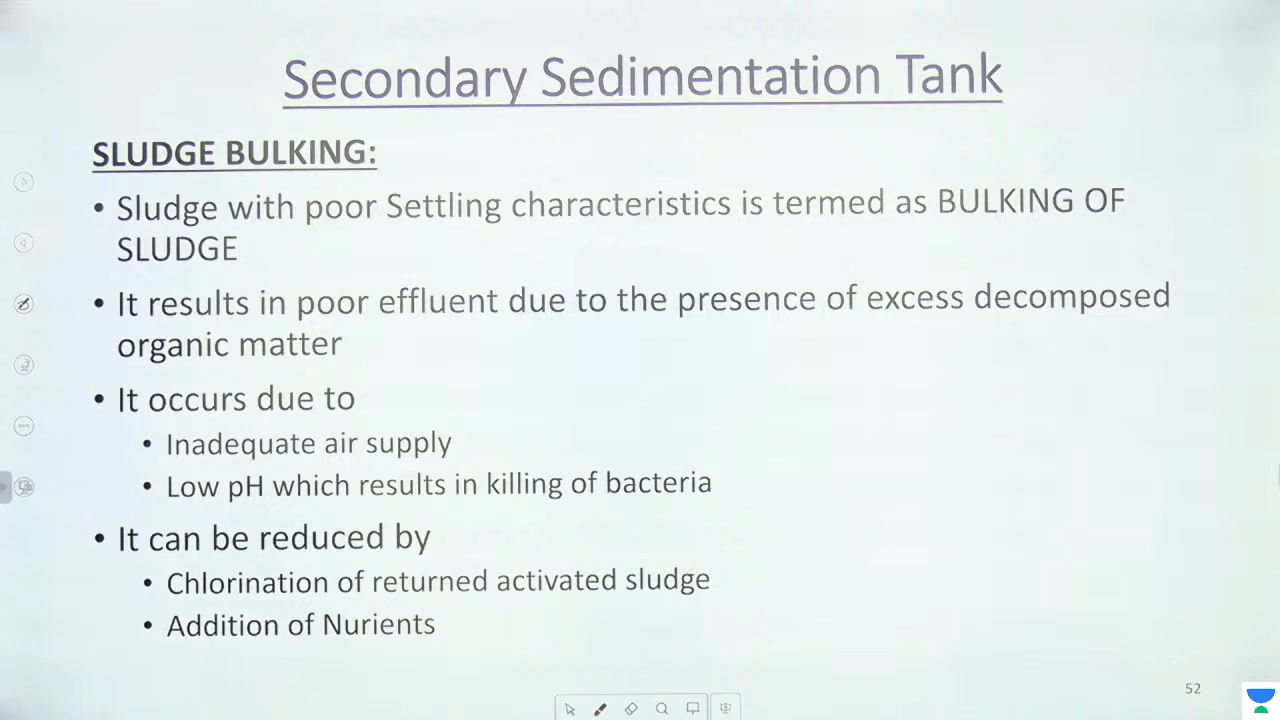 Secondary Sedimentation Tank
SLUDGE BULKING:
• Sludge with poor Settling characteristics is termed as BULKING OF
SLUDGE
• It results in poor effluent due to the presence of excess decomposed
organic matter
• It occurs due to
• Inadequate air supply
• Low pH which results in killing of bacteria
• It can be reduced by
• Chlorination of returned activated sludge
• Addition of Nurients
52